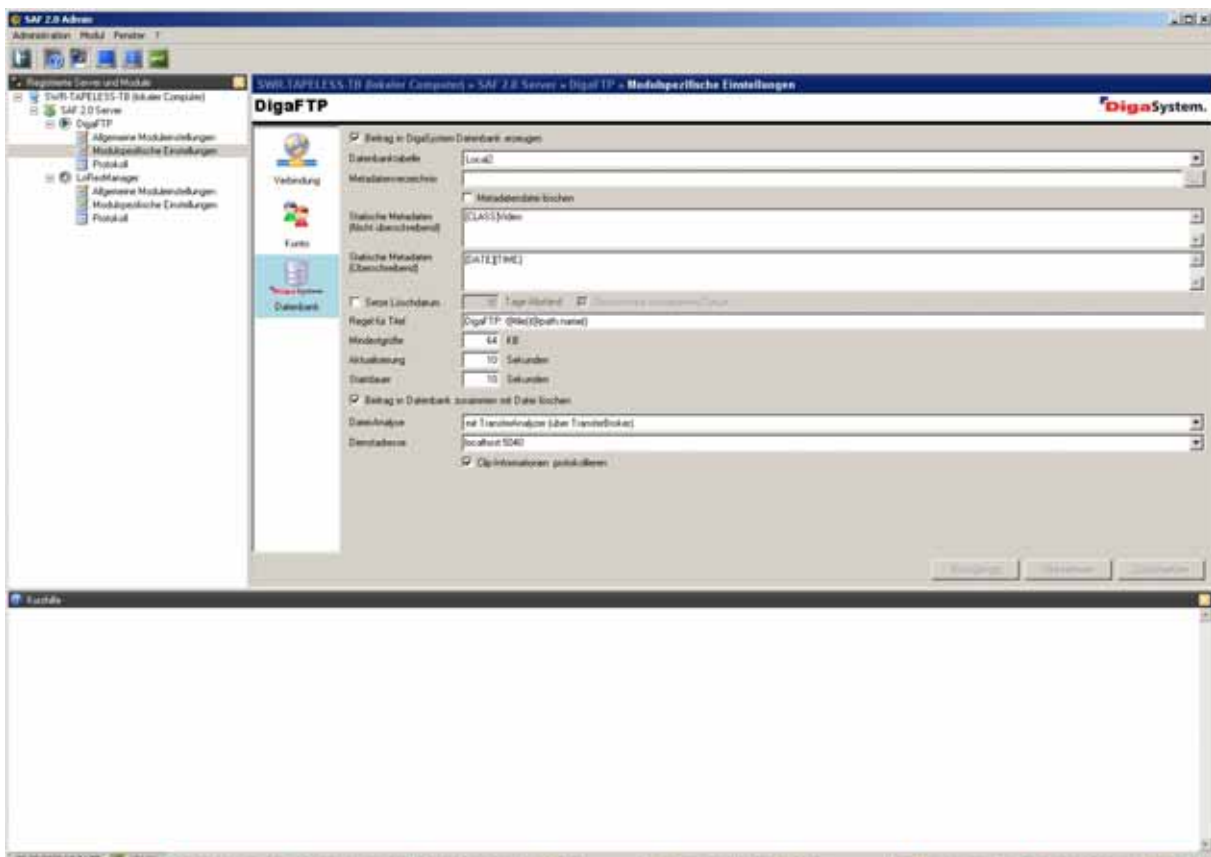 SAF 2.0 Admin
Administration Modul Fenster ?
Registrierte Server und Module
SWR-TAPELESS-TB (lokaler Computer)
SAF 2.0 Server
DigaFTP
Allgemeine Moduleinstellungen
Modulspezifische Einstellungen
Protokoll
LoResManager
Allgemeine Moduleinstellungen
Modulspezifische Einstellungen
Protokoll
SWR-TAPELESS-TB (lokaler Computer) » SAF 2.0 Server » DigaFTP » Modulspezifische Einstellungen
DigaFTP
DigaSystem.
Verbindung
Konto
Datenbank
Beitrag in DigaSystem Datenbank erzeugen
Datenbanktabelle
Local2
Metadatenverzeichnis
...
Metadatendatei löschen
Statische Metadaten
(Nicht überschreibend)
[CLASS]Video
Statische Metadaten
(Überschreibend)
[DATE][TIME]
Setze Löschdatum
Tage Abstand
Regel für Titel
Mindestgröße
64 KB
Aktualisierung
10 Sekunden
Startdauer
10 Sekunden
Beitrag in Datenbank zusammen mit Datei löschen
Datei-Analyse
mit TransferAnalyzer (über TransferBroker)
Dienstadresse
localhost:5040
Clip-Informationen protokollieren
Übernehmen
Kurzhilfe